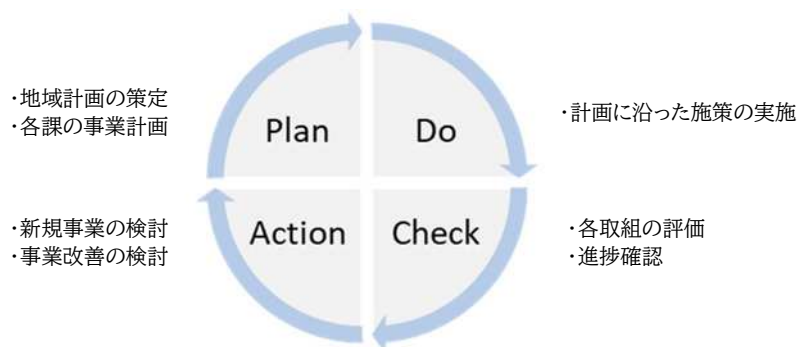 ・地域計画の策定
・各課の事業計画
Plan
Do
・計画に沿った施策の実施
・新規事業の検討
・事業改善の検討
Action
Check
・各取組の評価
・進捗確認